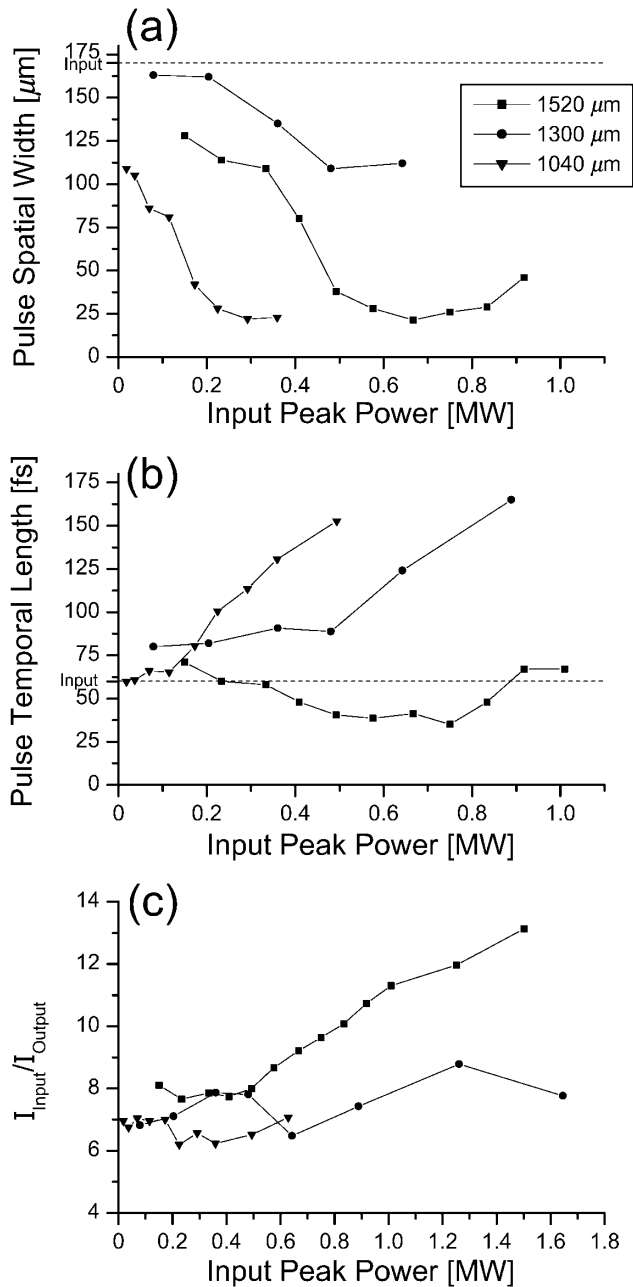 (a)
Pulse Spatial Width [μm]
175
Input
150
125
100
75
50
25
0
1520 μm
1300 μm
1040 μm
0 0.2 0.4 0.6 0.8 1.0
Input Peak Power [MW]
(b)
Pulse Temporal Length [fs]
175
150
125
100
75
Input
50
25
0
0 0.2 0.4 0.6 0.8 1.0
Input Peak Power [MW]
(c)
I_Input/I_Output
14
12
10
8
6
4
0 0.2 0.4 0.6 0.8 1.0 1.2 1.4 1.6 1.8
Input Peak Power [MW]